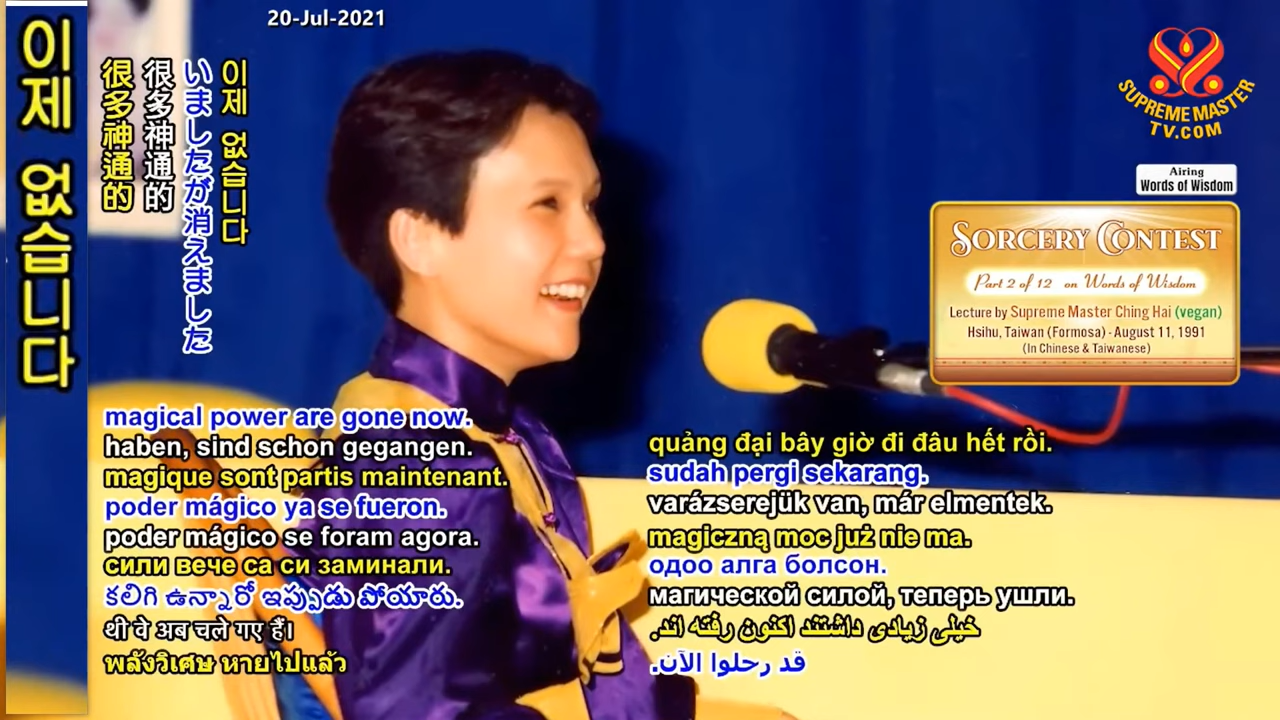 20-Jul-2021
이제 없습니다
很多神通的
很多神通的
いましたが消えました
이제 없습니다
SUPREME MASTER
TV.COM
Airing
Words of Wisdom
SORCERY CONTEST
Part 2 of 12 on Words of Wisdom
Lecture by Supreme Master Ching Hai (vegan)
Hsihu, Taiwan (Formosa) - August 11, 1991
(In Chinese & Taiwanese)
magical power are gone now.
haben, sind schon gegangen.
magique sont partis maintenant.
poder mágico ya se fueron.
poder mágico se foram agora.
сили вече са си заминали.
కలిగి ఉన్నారో ఇప్పుడు పోయారు.
थी वे अब चले गए हैं।
พลังวิเศษ หายไปแล้ว
quảng đại bây giờ đi đâu hết rồi.
sudah pergi sekarang.
varázserejük van, már elmentek.
magiczną moc już nie ma.
одоо алга болсон.
магической силой, теперь ушли.
خیلی زیادی داشتند اکنون رفته اند.
قد رحلوا الآن.